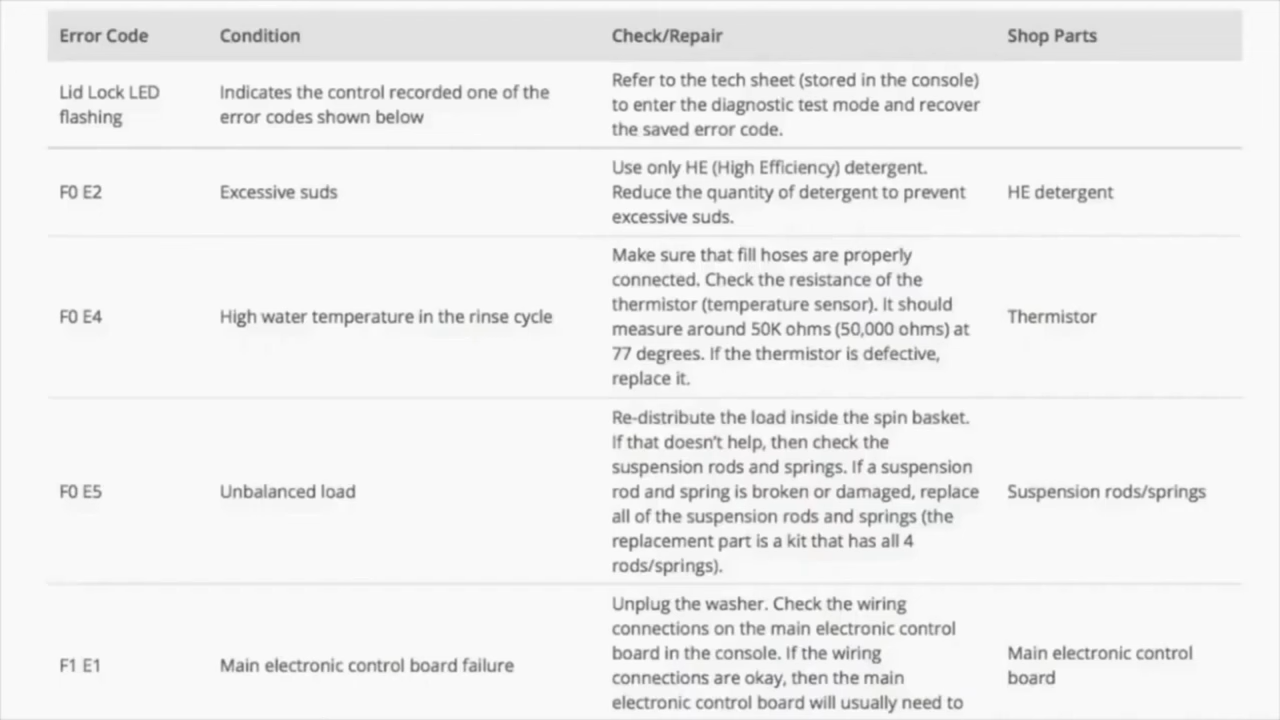 Error Code Condition Check/Repair Shop Parts
Lid Lock LED
flashing
Indicates the control recorded one of the
error codes shown below
Refer to the tech sheet (stored in the console)
to enter the diagnostic test mode and recover
the saved error code.
F0 E2
Excessive suds
Use only HE (High Efficiency) detergent.
Reduce the quantity of detergent to prevent
excessive suds.
HE detergent
F0 E4
High water temperature in the rinse cycle
Make sure that fill hoses are properly
connected. Check the resistance of the
thermistor (temperature sensor). It should
measure around 50K ohms (50,000 ohms) at
77 degrees. If the thermistor is defective,
replace it.
Thermistor
F0 E5
Unbalanced load
Re-distribute the load inside the spin basket.
If that doesn't help, then check the
suspension rods and springs. If a suspension
rod and spring is broken or damaged, replace
all of the suspension rods and springs (the
replacement part is a kit that has all 4
rods/springs).
Suspension rods/springs
F1 E1
Main electronic control board failure
Unplug the washer. Check the wiring
connections on the main electronic control
board in the console. If the wiring
connections are okay, then the main
electronic control board will usually need to
Main electronic control
board